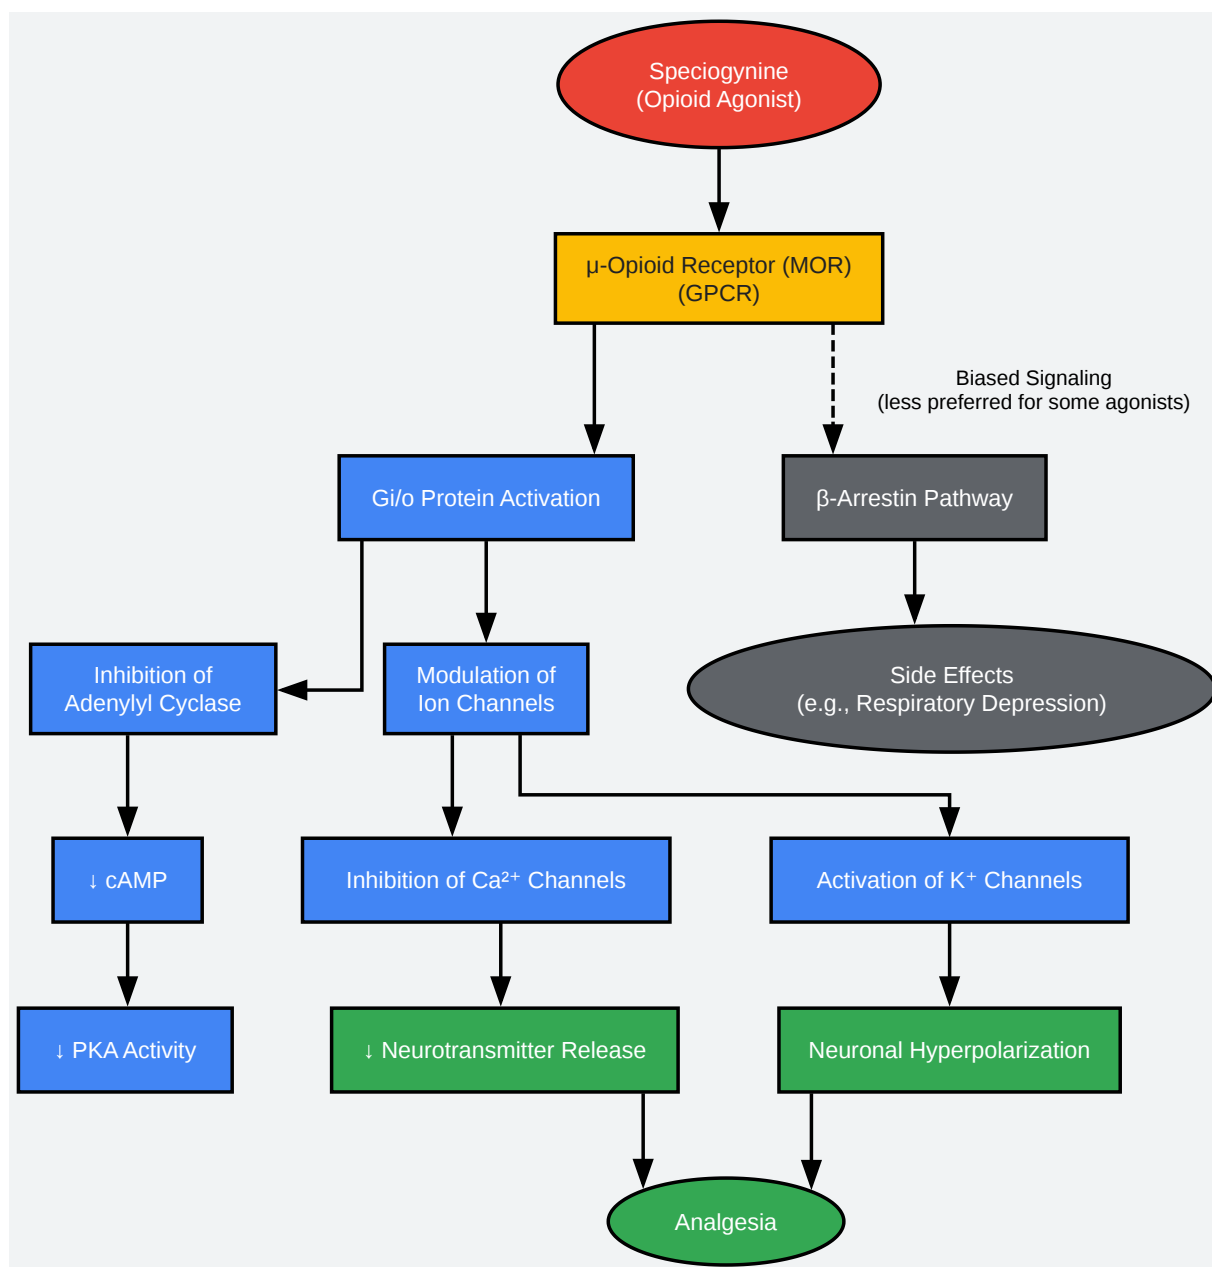 Speciogynine
(Opioid Agonist)
μ-Opioid Receptor (MOR)
(GPCR)
Biased Signaling
(less preferred for some agonists)
Gi/o Protein Activation
β-Arrestin Pathway
Inhibition of
Adenylyl Cyclase
Modulation of
Ion Channels
Side Effects
(e.g., Respiratory Depression)
↓ cAMP
Inhibition of Ca²⁺ Channels
Activation of K⁺ Channels
↓ PKA Activity
↓ Neurotransmitter Release
Neuronal Hyperpolarization
Analgesia